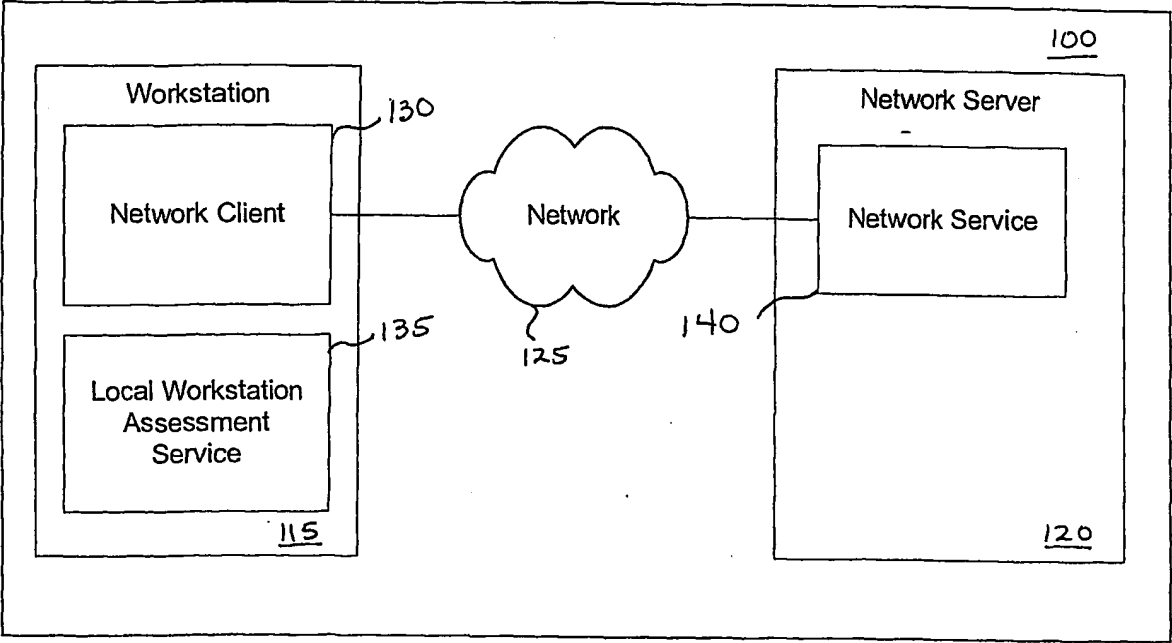 100
Workstation
130
Network Client
135
Local Workstation
Assessment
Service
115
Network
125
Network Server
Network Service
140
120